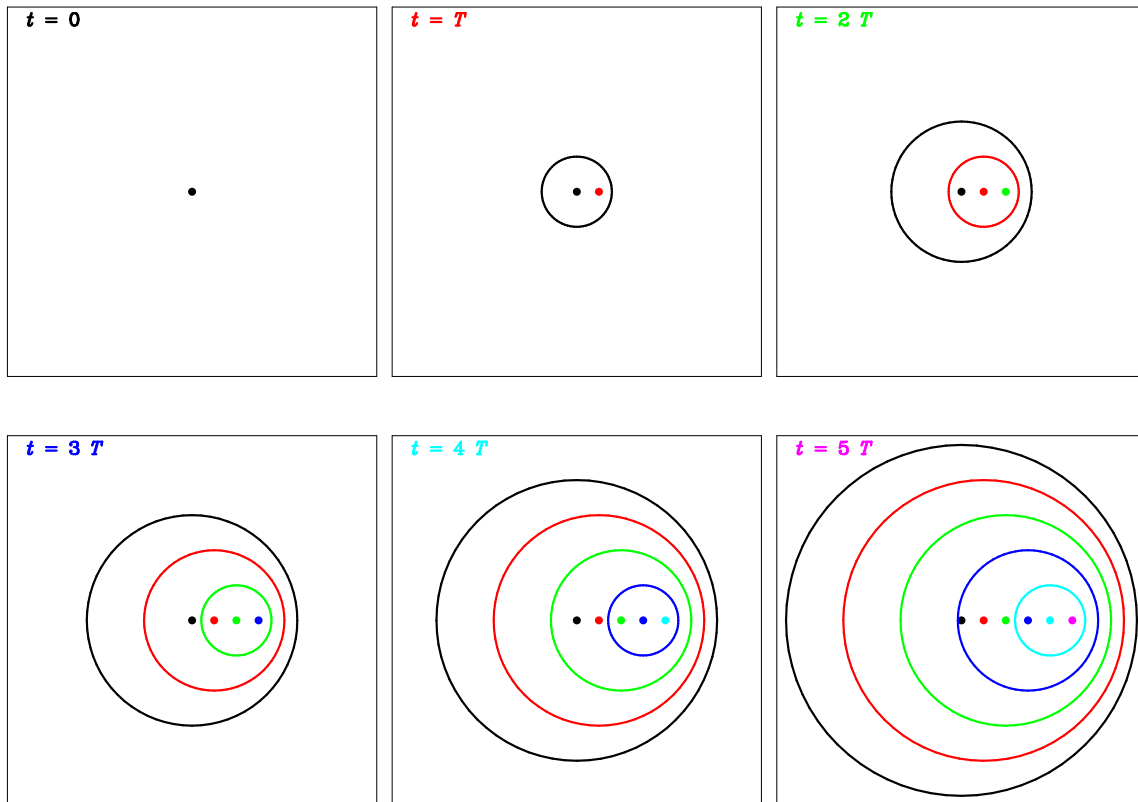 t = 0
t = T
t = 2 T
t = 3 T
t = 4 T
t = 5 T